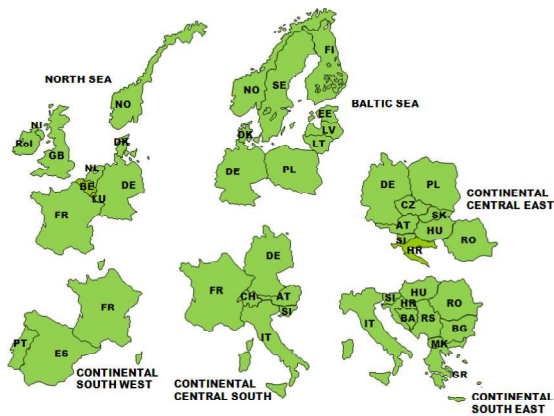 NORTH SEA
NO
NI
RoI
GB
DK
NL
BE
LU
DE
FR
BALTIC SEA
FI
NO
SE
EE
LV
LT
DK
DE
PL
CONTINENTAL
CENTRAL EAST
DE
PL
CZ
SK
AT
HU
SI
HR
RO
FR
PT
ES
CONTINENTAL
SOUTH WEST
DE
FR
CH
AT
SI
IT
CONTINENTAL
CENTRAL SOUTH
HU
SI
HR
RO
IT
BA
RS
BG
MK
GR
CONTINENTAL
SOUTH EAST